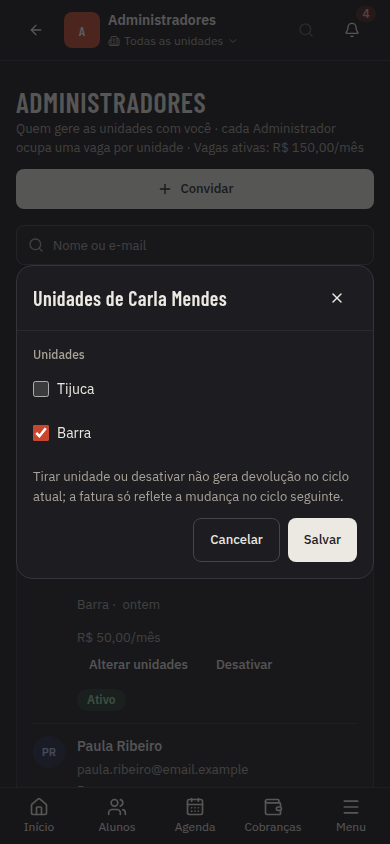 A
Administradores
Todas as unidades
4
ADMINISTRADORES
Quem gere as unidades com você · cada Administrador
ocupa uma vaga por unidade · Vagas ativas: R$ 150,00/mês
Convidar
Nome ou e-mail
Unidades de Carla Mendes
Unidades
Tijuca
Barra
Tirar unidade ou desativar não gera devolução no ciclo
atual; a fatura só reflete a mudança no ciclo seguinte.
Cancelar
Salvar
Barra · ontem
R$ 50,00/mês
Alterar unidades
Desativar
Ativo
PR
Paula Ribeiro
paula.ribeiro@email.example
Início
Alunos
Agenda
Cobranças
Menu